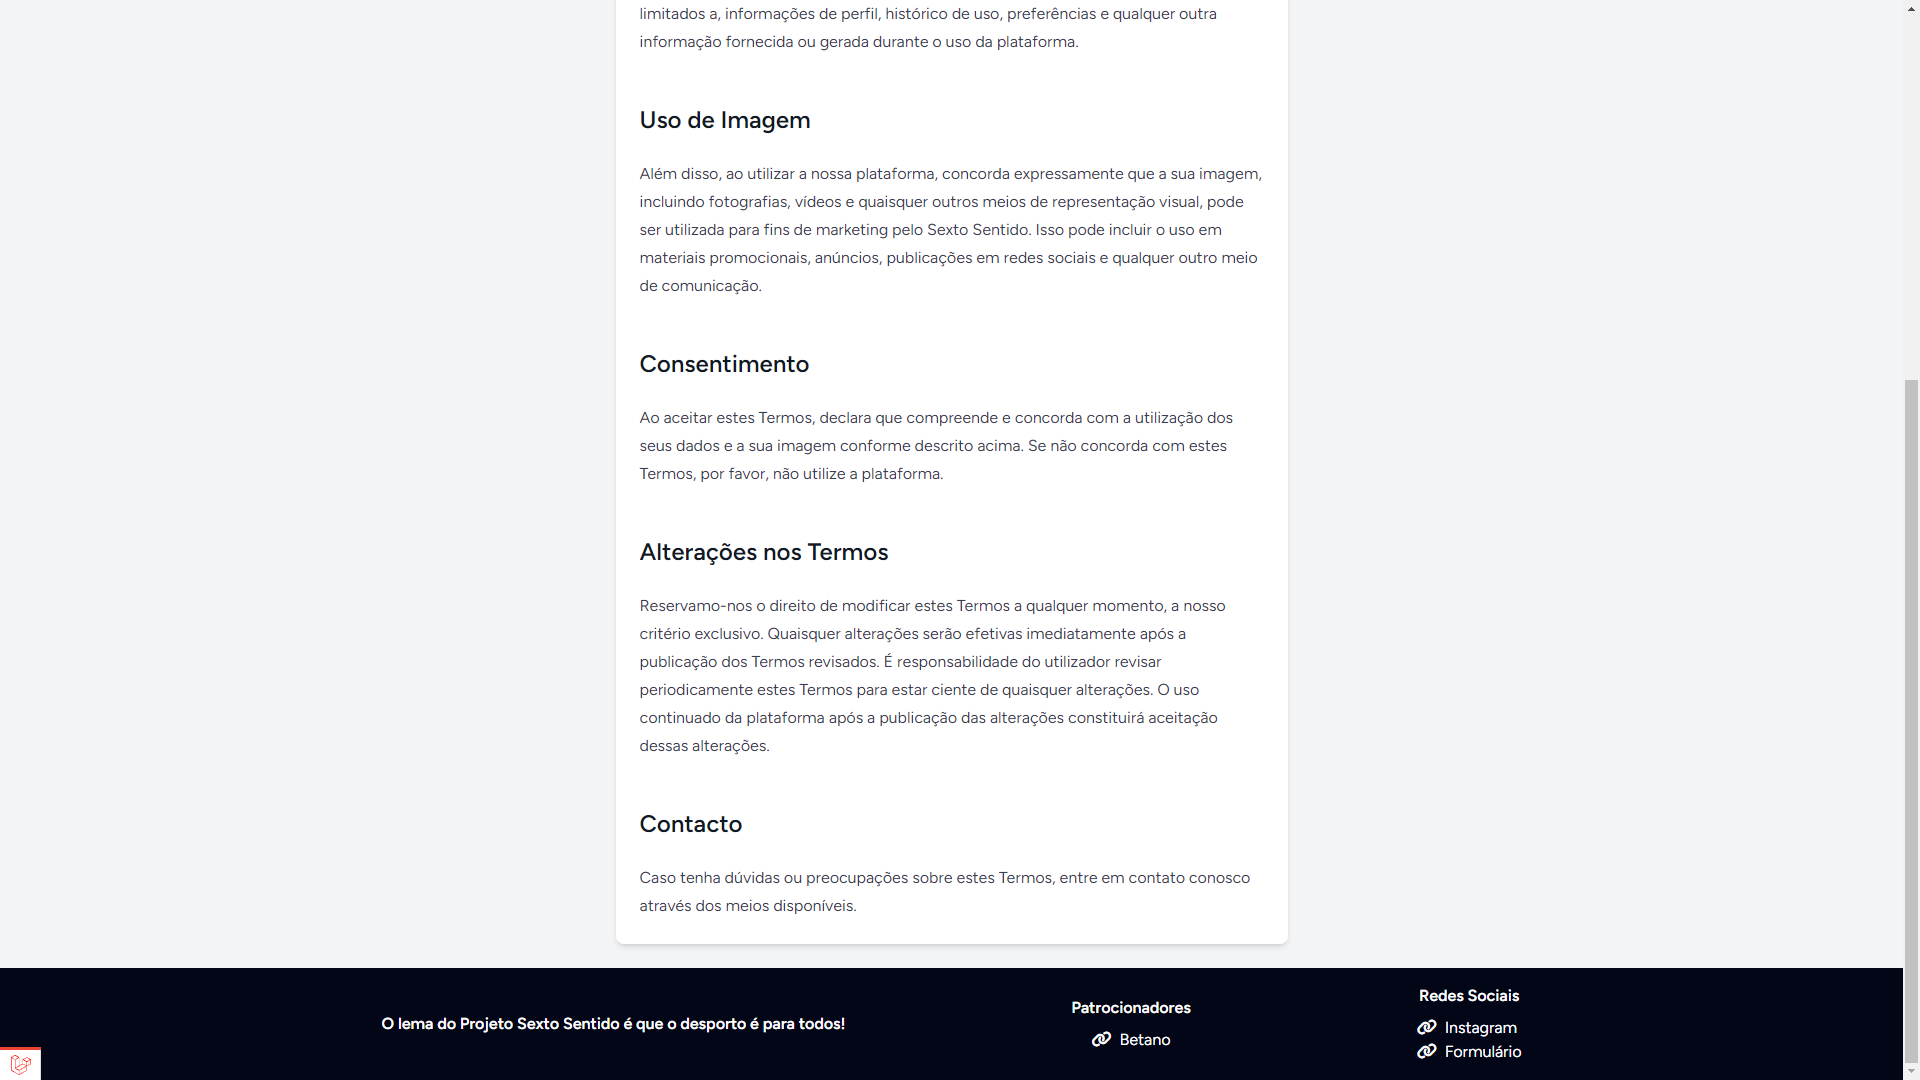 limitados a, informações de perfil, histórico de uso, preferências e qualquer outra
informação fornecida ou gerada durante o uso da plataforma.
Uso de Imagem
Além disso, ao utilizar a nossa plataforma, concorda expressamente que a sua imagem,
incluindo fotografias, vídeos e quaisquer outros meios de representação visual, pode
ser utilizada para fins de marketing pelo Sexto Sentido. Isso pode incluir o uso em
materiais promocionais, anúncios, publicações em redes sociais e qualquer outro meio
de comunicação.
Consentimento
Ao aceitar estes Termos, declara que compreende e concorda com a utilização dos
seus dados e a sua imagem conforme descrito acima. Se não concorda com estes
Termos, por favor, não utilize a plataforma.
Alterações nos Termos
Reservamo-nos o direito de modificar estes Termos a qualquer momento, a nosso
critério exclusivo. Quaisquer alterações serão efetivas imediatamente após a
publicação dos Termos revisados. É responsabilidade do utilizador revisar
periodicamente estes Termos para estar ciente de quaisquer alterações. O uso
continuado da plataforma após a publicação das alterações constituirá aceitação
dessas alterações.
Contacto
Caso tenha dúvidas ou preocupações sobre estes Termos, entre em contato conosco
através dos meios disponíveis.
O lema do Projeto Sexto Sentido é que o desporto é para todos!
Patrocionadores
Betano
Redes Sociais
Instagram
Formulário